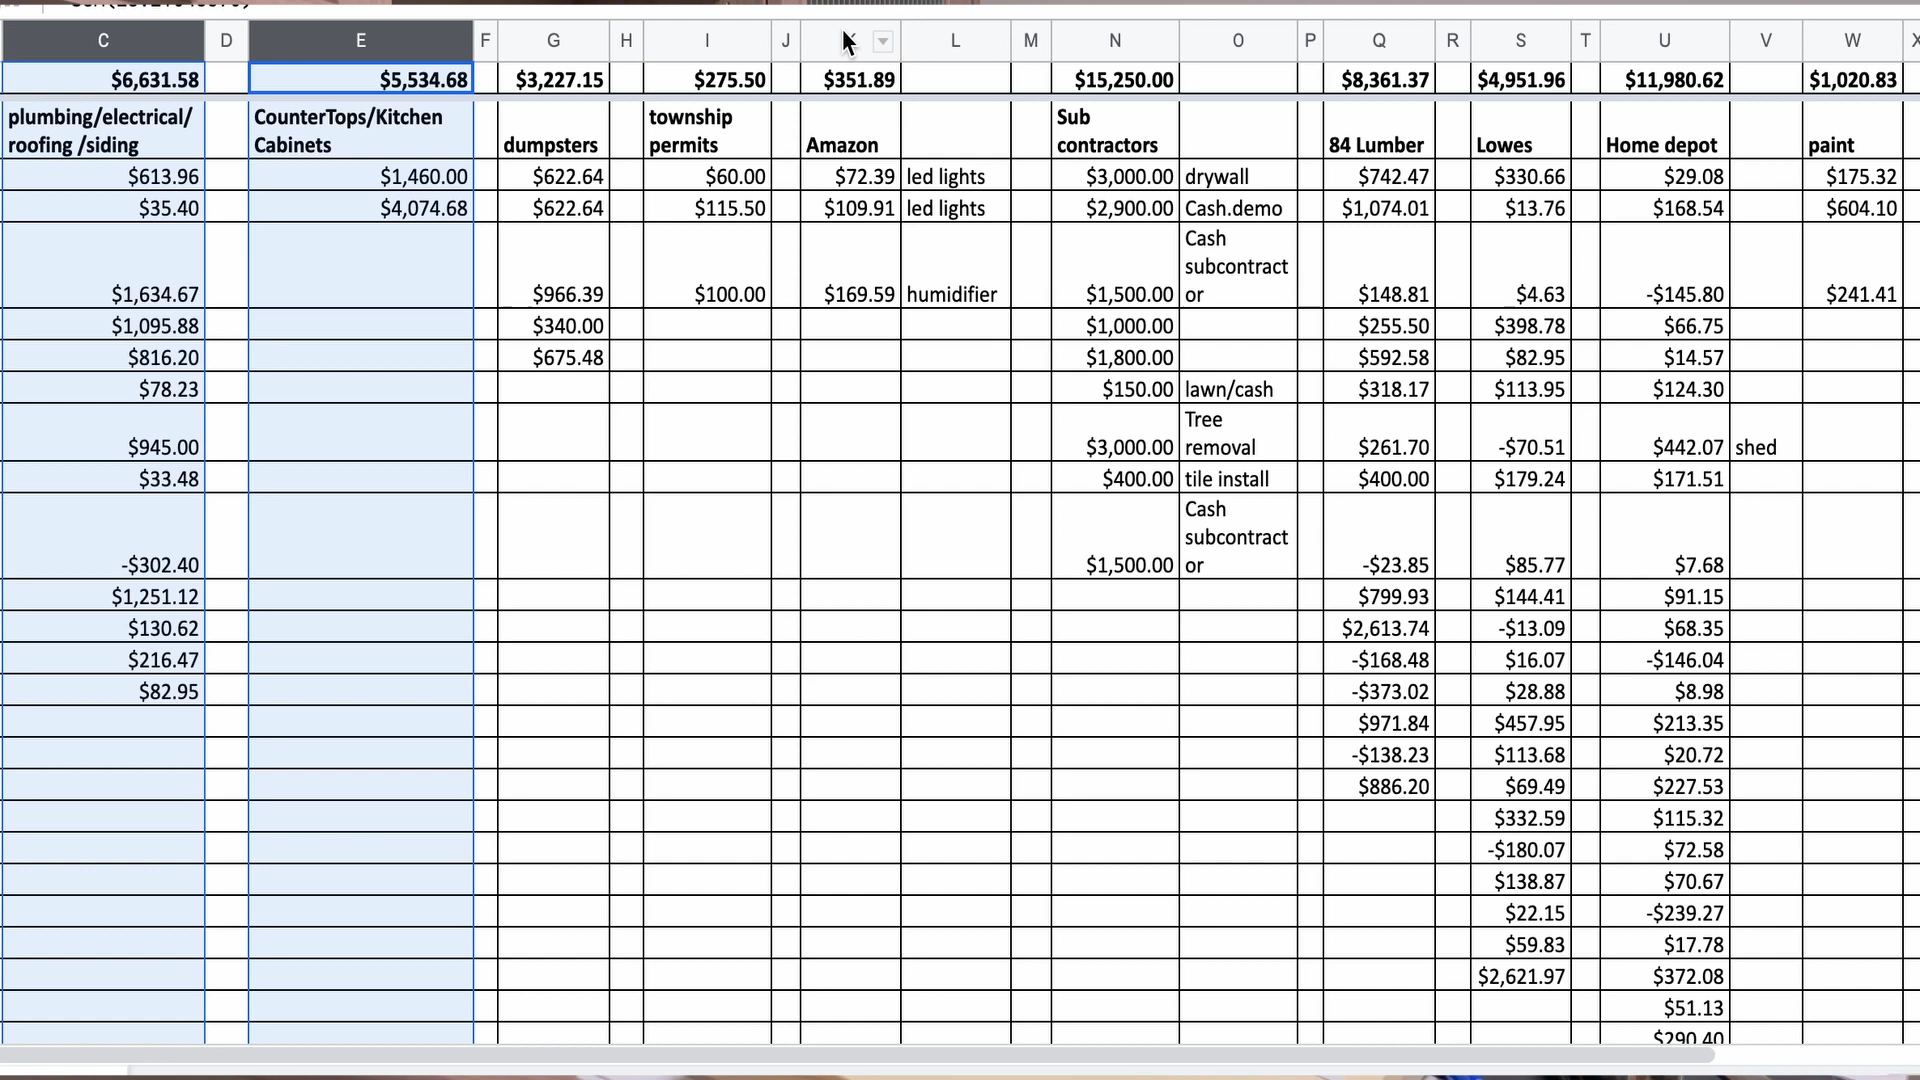 C D E F G H I J L M N O P Q R S T U V W X
$6,631.58 $5,534.68 $3,227.15 $275.50 $351.89 $15,250.00 $8,361.37 $4,951.96 $11,980.62 $1,020.83
plumbing/electrical/ CounterTops/Kitchen township Sub
roofing /siding Cabinets dumpsters permits Amazon contractors 84 Lumber Lowes Home depot paint
$613.96 $1,460.00 $622.64 $60.00 $72.39 led lights $3,000.00 drywall $742.47 $330.66 $29.08 $175.32
$35.40 $4,074.68 $622.64 $115.50 $109.91 led lights $2,900.00 Cash.demo $1,074.01 $13.76 $168.54 $604.10
Cash
subcontract
$1,634.67 $966.39 $100.00 $169.59 humidifier $1,500.00 or $148.81 $4.63 -$145.80 $241.41
$1,095.88 $340.00 $1,000.00 $255.50 $398.78 $66.75
$816.20 $675.48 $1,800.00 $592.58 $82.95 $14.57
$78.23 $150.00 lawn/cash $318.17 $113.95 $124.30
Tree
$945.00 $3,000.00 removal $261.70 -$70.51 $442.07 shed
$33.48 $400.00 tile install $400.00 $179.24 $171.51
Cash
subcontract
-$302.40 $1,500.00 or -$23.85 $85.77 $7.68
$1,251.12 $799.93 $144.41 $91.15
$130.62 $2,613.74 -$13.09 $68.35
$216.47 -$168.48 $16.07 -$146.04
$82.95 -$373.02 $28.88 $8.98
$971.84 $457.95 $213.35
-$138.23 $113.68 $20.72
$886.20 $69.49 $227.53
$332.59 $115.32
-$180.07 $72.58
$138.87 $70.67
$22.15 -$239.27
$59.83 $17.78
$2,621.97 $372.08
$51.13
$290.40